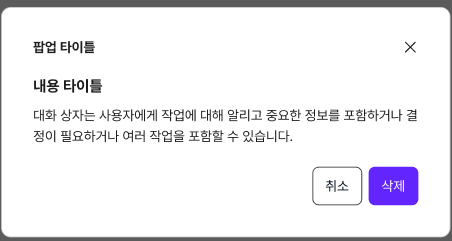 팝업 타이틀
내용 타이틀
대화 상자는 사용자에게 작업에 대해 알리고 중요한 정보를 포함하거나 결
정이 필요하거나 여러 작업을 포함할 수 있습니다.
취소 삭제